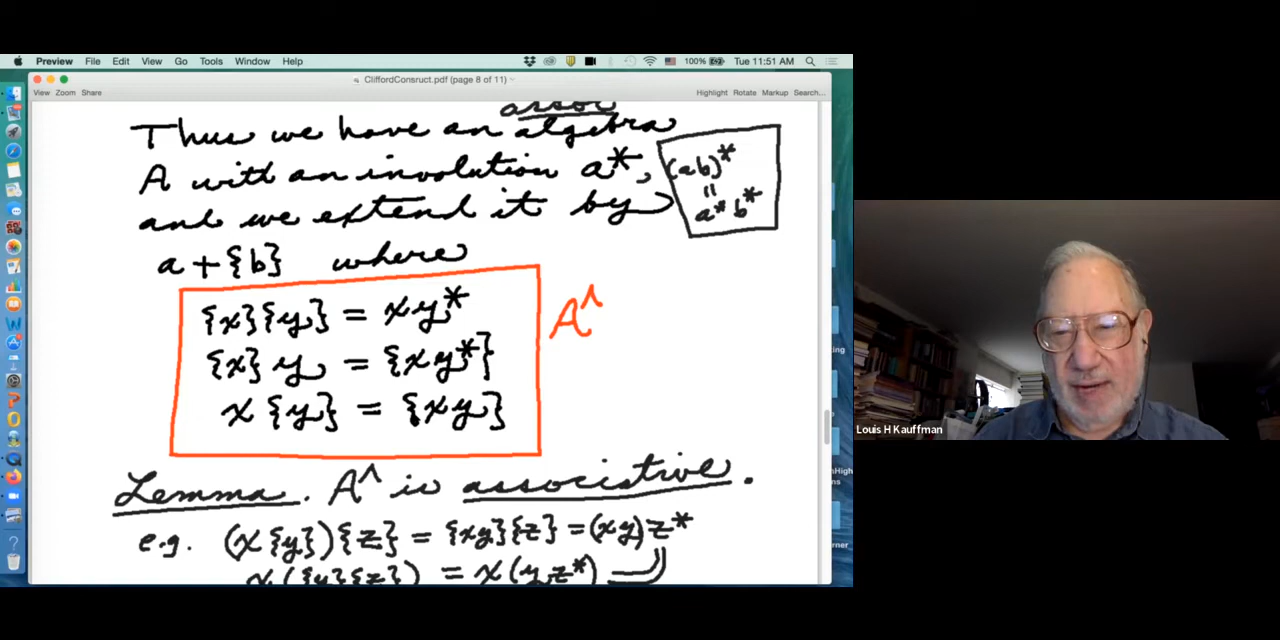 Preview File Edit View Go Tools Window Help 100% Tue 11:51 AM
CliffordConsruct.pdf (page 8 of 11)
View Zoom Share Highlight Rotate Markup Search...
assoc
Thus we have an algebra
A with an involution a*, (ab)*
=
a* b*
and we extend it by
a + {b} where
{x}{y} = xy*
{x} y = {xy*}
x {y} = {xy}
A^
Lemma. A^ is associative.
e.g. (x{y}){z} = {xy}{z} = (xy)z*
x({y}{z}) = x(yz*)
Louis H Kauffman